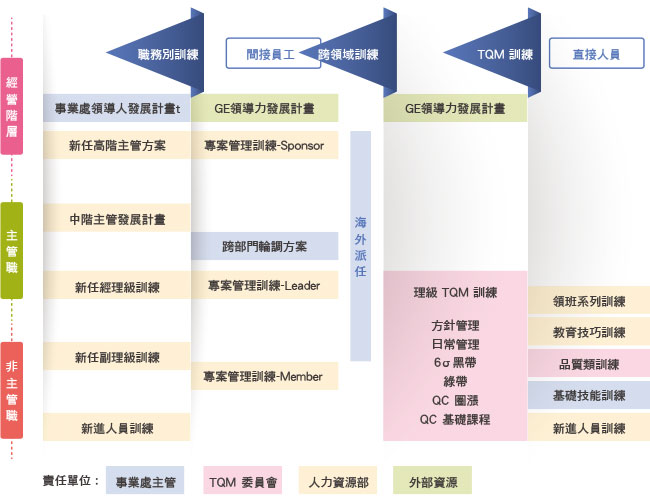 職務別訓練
間接員工
跨領域訓練
TQM 訓練
直接人員
經營階層
主管職
非主管職
事業處領導人發展計畫t
新任高階主管方案
中階主管發展計畫
新任經理級訓練
新任副理級訓練
新進人員訓練
GE領導力發展計畫
專案管理訓練-Sponsor
跨部門輪調方案
專案管理訓練-Leader
專案管理訓練-Member
海外派任
GE領導力發展計畫
理級 TQM 訓練
方針管理
日常管理
6σ 黑帶
綠帶
QC 圈漲
QC 基礎課程
領班系列訓練
教育技巧訓練
品質類訓練
基礎技能訓練
新進人員訓練
責任單位：
事業處主管
TQM 委員會
人力資源部
外部資源